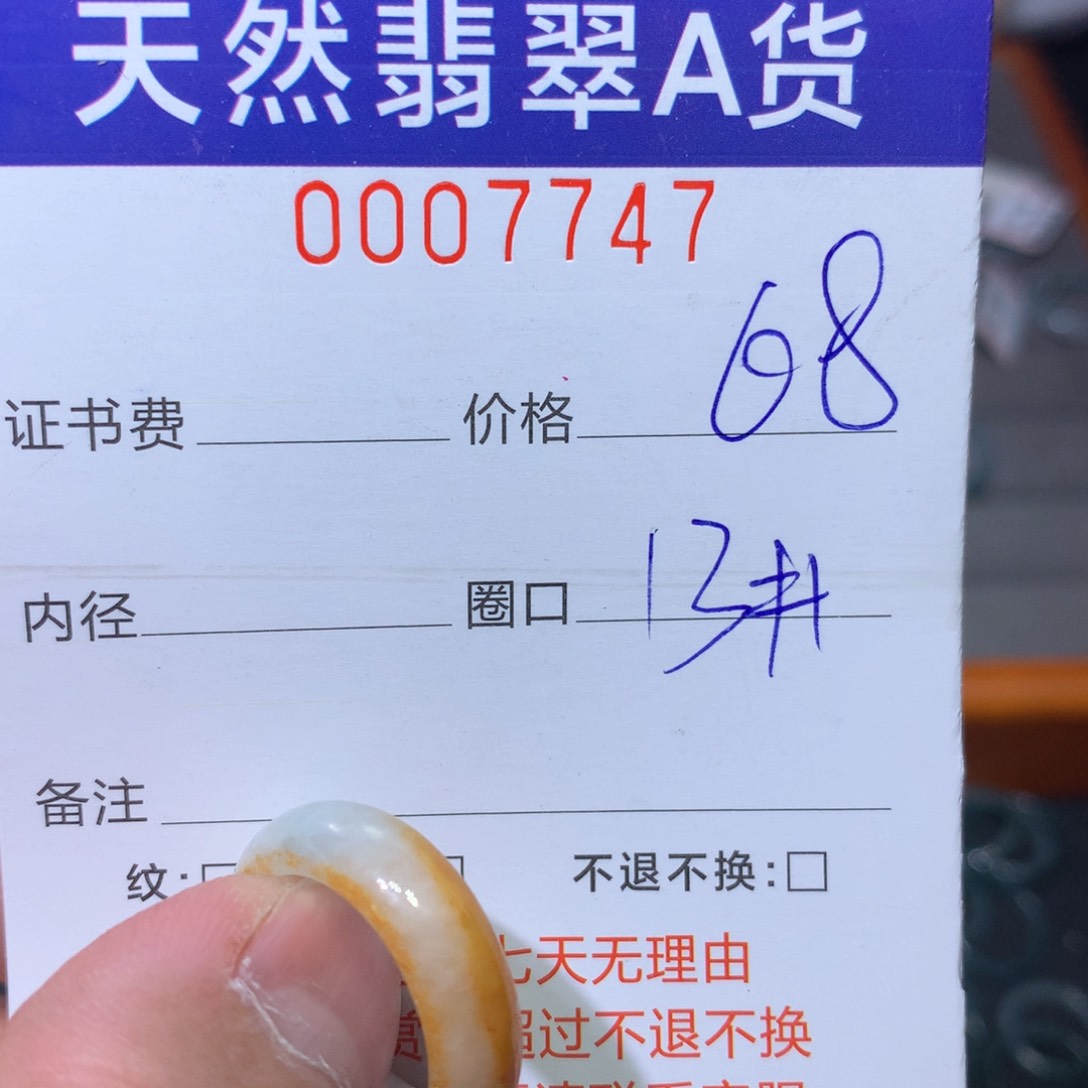 天然翡翠A货
0007747
证书费 价格 68
内径 圈口 13#
备注
纹: 不退不换:
七天无理由
超过不退不换